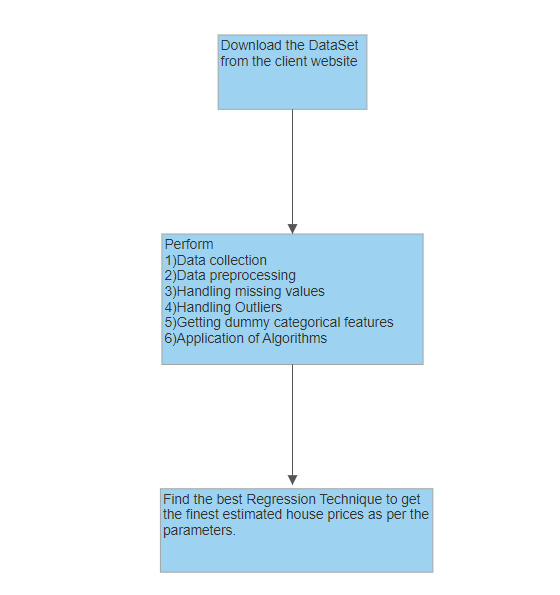 Download the DataSet
from the client website
Perform
1)Data collection
2)Data preprocessing
3)Handling missing values
4)Handling Outliers
5)Getting dummy categorical features
6)Application of Algorithms
Find the best Regression Technique to get
the finest estimated house prices as per the
parameters.